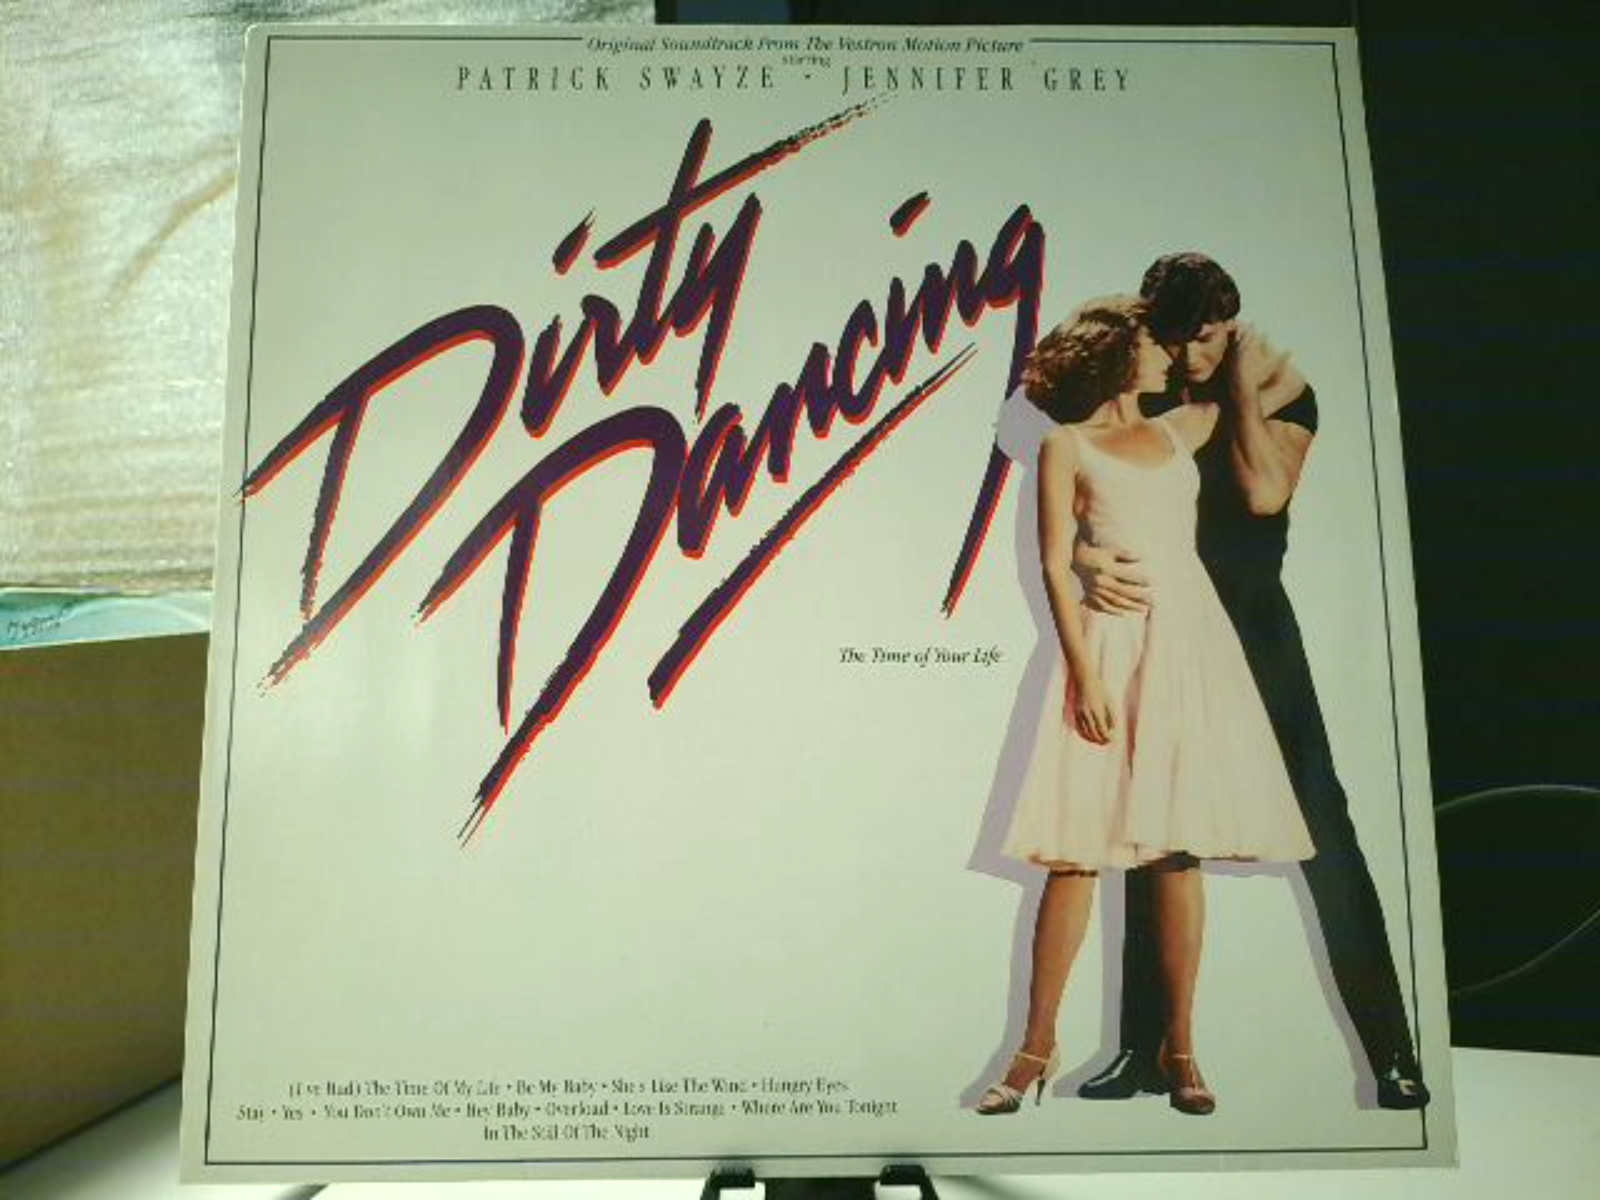 Original Soundtrack From The Vestron Motion Picture
starring
PATRICK SWAYZE • JENNIFER GREY
Dirty
Dancing
The Time of Your Life
(I've Had) The Time Of My Life • Be My Baby • She's Like The Wind • Hungry Eyes
Stay • Yes • You Don't Own Me • Hey Baby • Overload • Love Is Strange • Where Are You Tonight
In The Still Of The Night